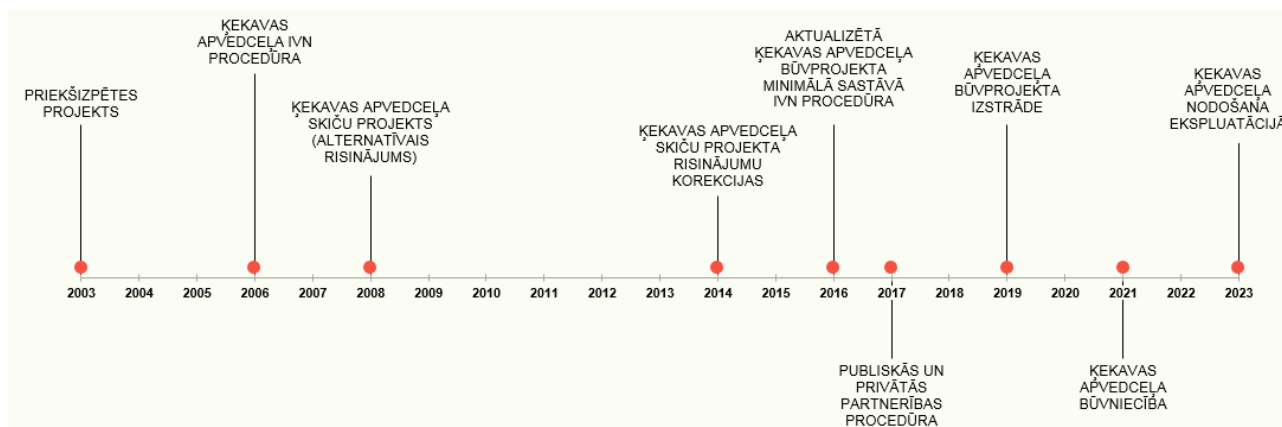 PRIEKŠIZPĒTES
PROJEKTS
ĶEKAVAS
APVEDCEĻA IVN
PROCEDŪRA
ĶEKAVAS APVEDCEĻA
SKIČU PROJEKTS
(ALTERNATĪVAIS
RISINĀJUMS)
ĶEKAVAS APVEDCEĻA
SKIČU PROJEKTA
RISINĀJUMU
KOREKCIJAS
AKTUALIZĒTĀ
ĶEKAVAS APVEDCEĻA
BŪVPROJEKTA
MINIMĀLĀ SASTĀVĀ
IVN PROCEDŪRA
ĶEKAVAS
APVEDCEĻA
BŪVPROJEKTA
IZSTRĀDE
ĶEKAVAS
APVEDCEĻA
NODOŠANA
EKSPLUATĀCIJĀ
2003 2004 2005 2006 2007 2008 2009 2010 2011 2012 2013 2014 2015 2016 2017 2018 2019 2020 2021 2022 2023
PUBLISKĀS UN
PRIVĀTĀS
PARTNERĪBAS
PROCEDŪRA
ĶEKAVAS
APVEDCEĻA
BŪVNIECĪBA